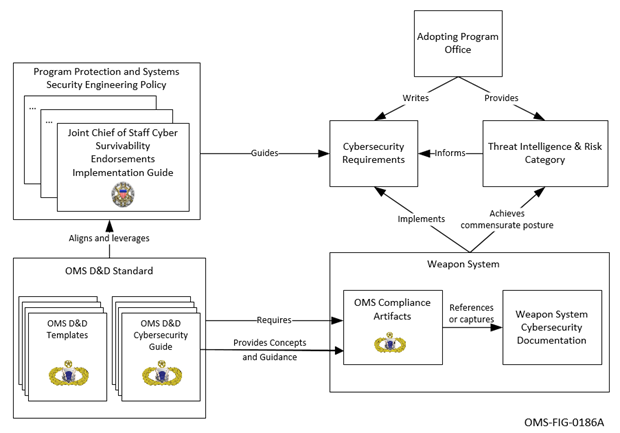 Adopting Program
Office
Program Protection and Systems
Security Engineering Policy
...
...
Joint Chief of Staff Cyber
Survivability
Endorsements
Implementation Guide
Writes
Provides
Guides
Cybersecurity
Requirements
Informs
Threat Intelligence & Risk
Category
Implements
Achieves
commensurate posture
Aligns and leverages
OMS D&D Standard
OMS D&D
Templates
OMS D&D
Cybersecurity
Guide
Requires
Provides Concepts
and Guidance
Weapon System
OMS Compliance
Artifacts
References
or captures
Weapon System
Cybersecurity
Documentation
OMS-FIG-0186A